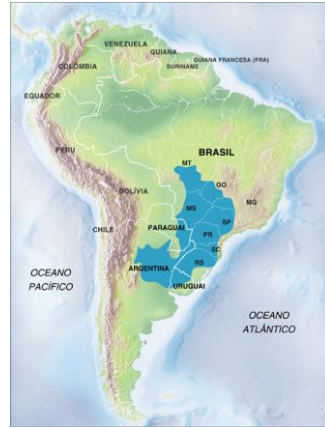 VENEZUELA
GUIANA
GUIANA FRANCESA (FRA)
SURINAME
COLÔMBIA
EQUADOR
PERU
BRASIL
MT
GO
BOLÍVIA
MS
MG
SP
PARAGUAI
CHILE
PR
SC
ARGENTINA
RS
OCEANO
PACÍFICO
URUGUAI
OCEANO
ATLÂNTICO